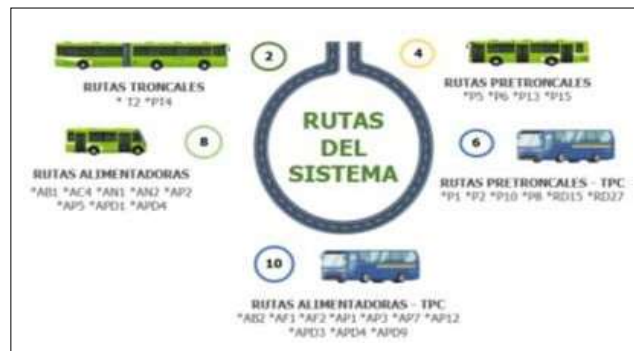 2
RUTAS TRONCALES
* T2 *PT4
4
RUTAS PRETRONCALES
*P5 *P6 *P13 *P15
8
RUTAS ALIMENTADORAS
*AB1 *AC4 *AN1 *AN2 *AP2
*AP5 *APD1 *APD4
RUTAS
DEL
SISTEMA
6
RUTAS PRETRONCALES - TPC
*P1 *P2 *P10 *P8 *RD15 *RD27
10
RUTAS ALIMENTADORAS - TPC
*AB2 *AF1 *AF2 *AP1 *AP3 *AP7 *AP12
*APD3 *APD4 *APD9